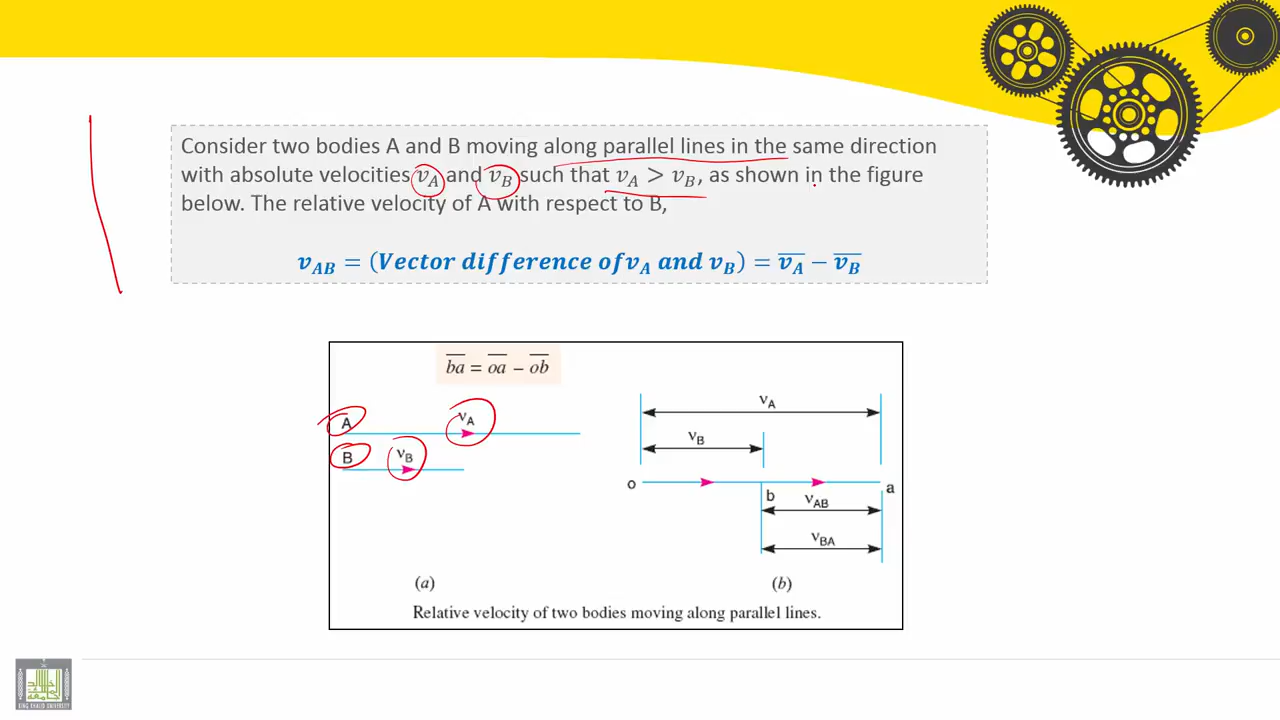 Consider two bodies A and B moving along parallel lines in the same direction
with absolute velocities v_A and v_B such that v_A > v_B, as shown in the figure
below. The relative velocity of A with respect to B,
v_AB = (Vector difference of v_A and v_B) = v̅_A − v̅_B
b̅a̅ = o̅a̅ – o̅b̅
A v_A
B v_B
v_A
v_B
o b a
v_AB
v_BA
(a) (b)
Relative velocity of two bodies moving along parallel lines.
KING KHALID UNIVERSITY